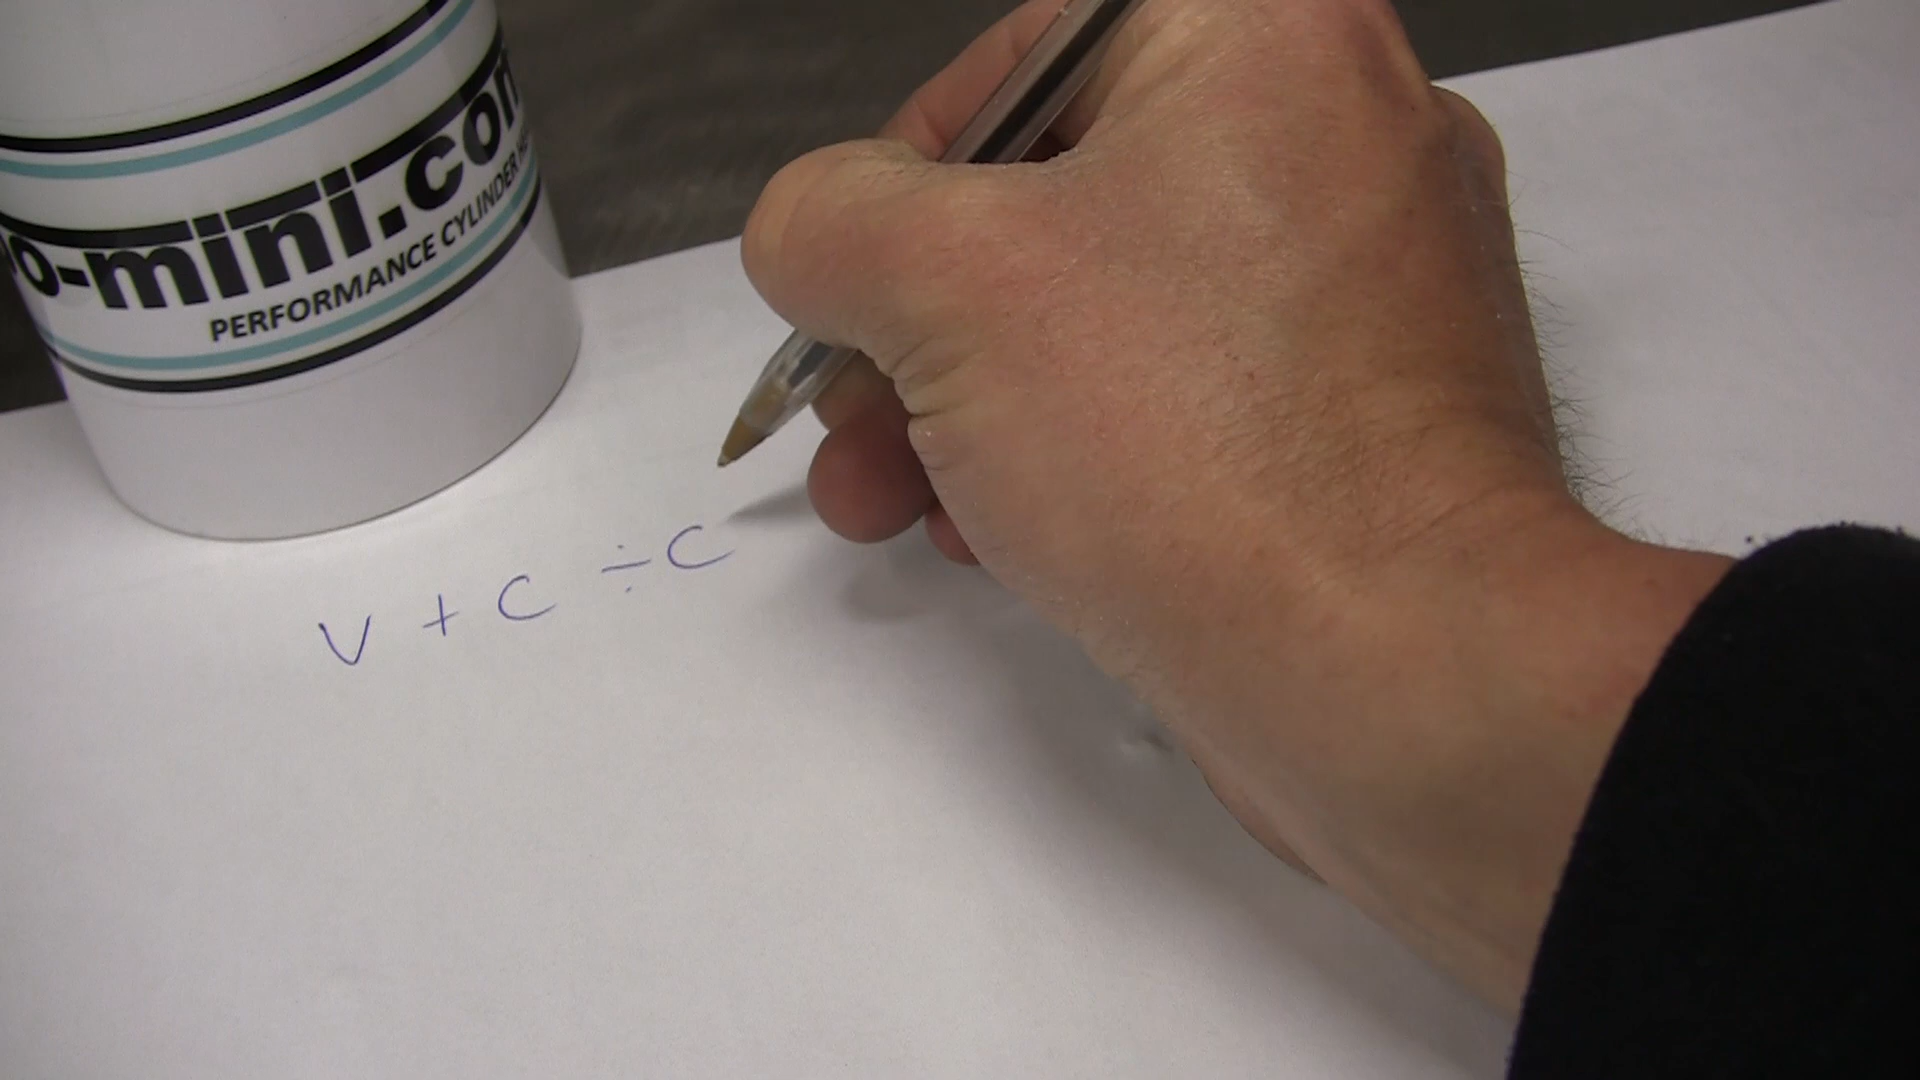 o-mini.com
PERFORMANCE CYLINDER
V + C ÷ C